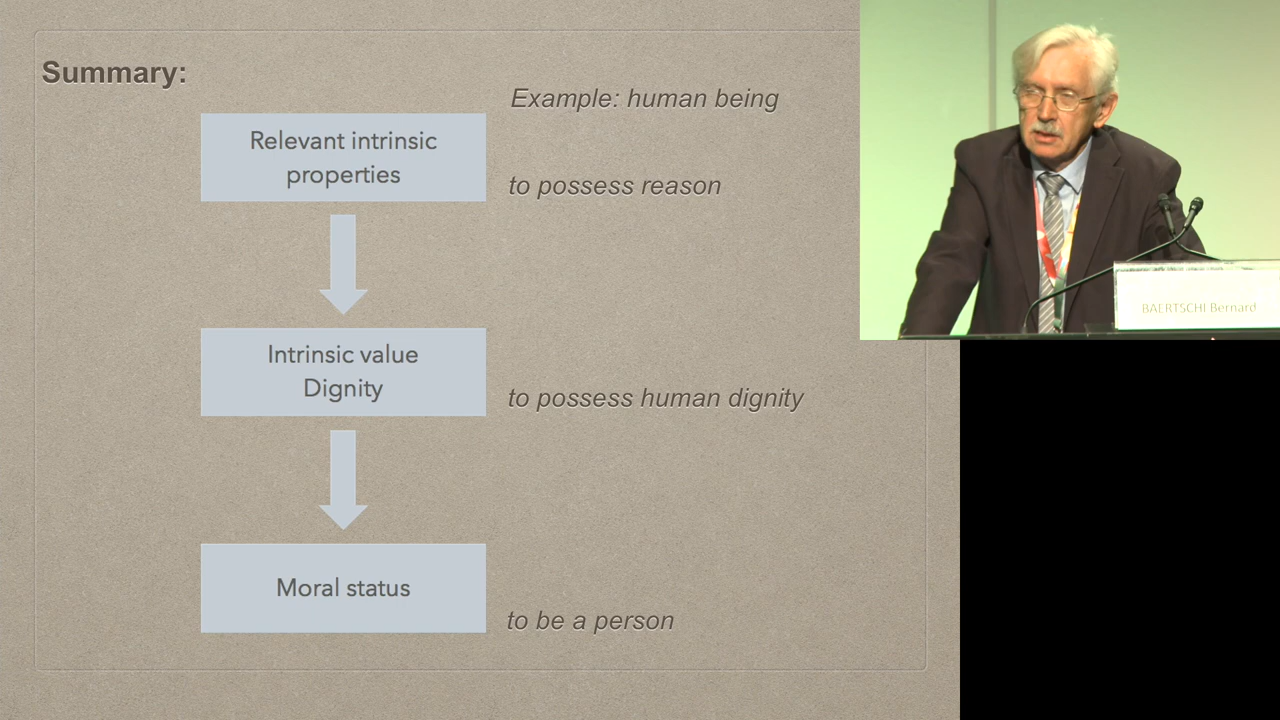 Summary:
Example: human being
Relevant intrinsic
properties
to possess reason
Intrinsic value
Dignity
to possess human dignity
Moral status
to be a person
BAERTSCHI Bernard